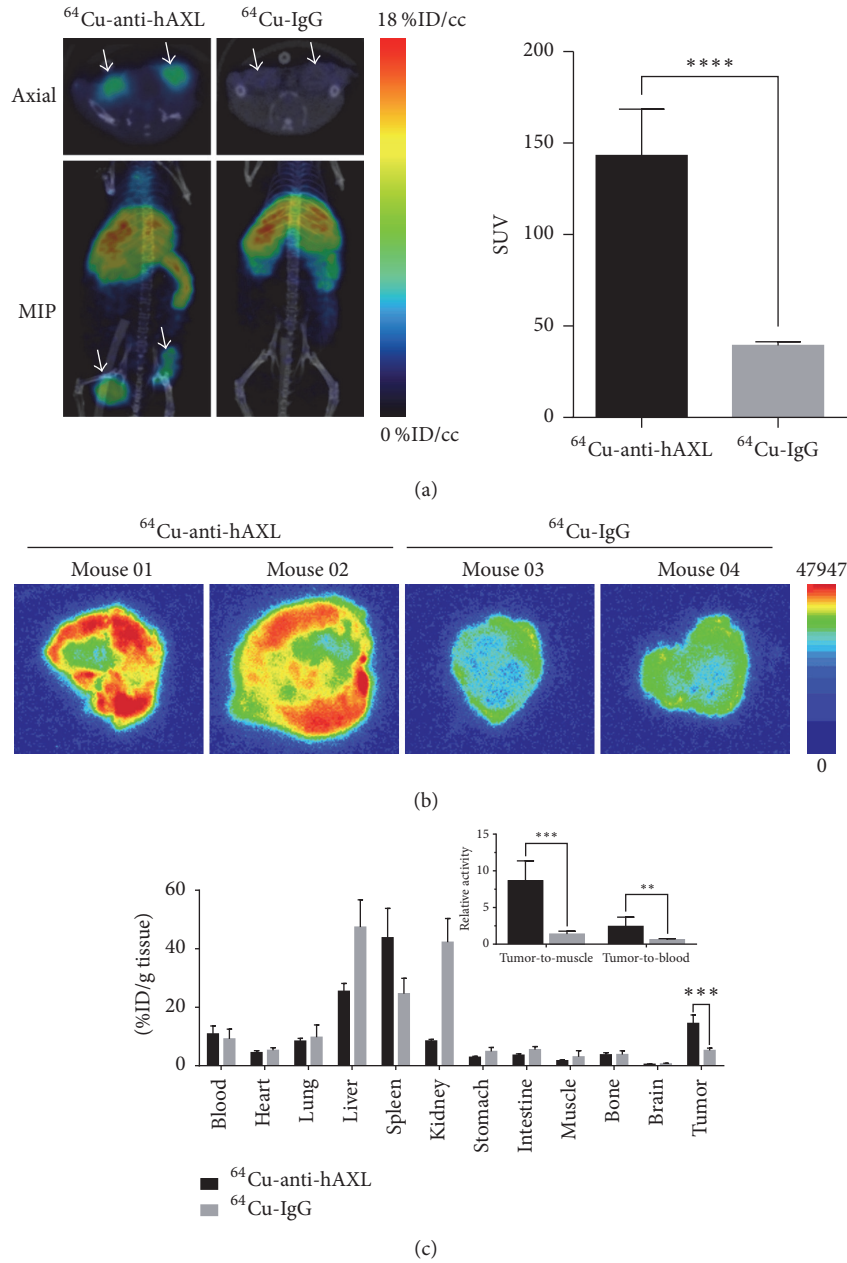 ⁶⁴Cu-anti-hAXL ⁶⁴Cu-IgG
18 %ID/cc
Axial
MIP
0 %ID/cc
200
150
100
50
0
SUV
****
⁶⁴Cu-anti-hAXL ⁶⁴Cu-IgG
(a)
⁶⁴Cu-anti-hAXL ⁶⁴Cu-IgG
Mouse 01 Mouse 02 Mouse 03 Mouse 04
47947
0
(b)
60
40
20
0
(%ID/g tissue)
15
10
5
0
Relative activity
***
**
Tumor-to-muscle Tumor-to-blood
***
Blood
Heart
Lung
Liver
Spleen
Kidney
Stomach
Intestine
Muscle
Bone
Brain
Tumor
⁶⁴Cu-anti-hAXL
⁶⁴Cu-IgG
(c)